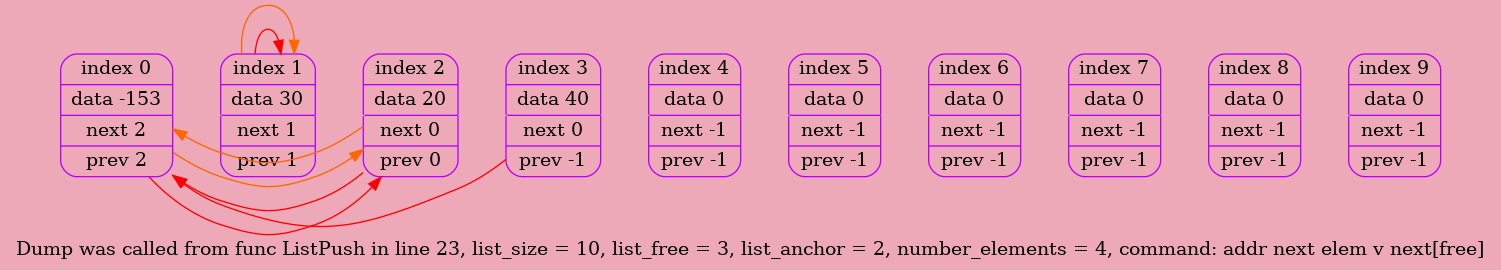 index 0
data -153
next 2
prev 2
index 1
data 30
next 1
prev 1
index 2
data 20
next 0
prev 0
index 3
data 40
next 0
prev -1
index 4
data 0
next -1
prev -1
index 5
data 0
next -1
prev -1
index 6
data 0
next -1
prev -1
index 7
data 0
next -1
prev -1
index 8
data 0
next -1
prev -1
index 9
data 0
next -1
prev -1
Dump was called from func ListPush in line 23, list_size = 10, list_free = 3, list_anchor = 2, number_elements = 4, command: addr next elem v next[free]